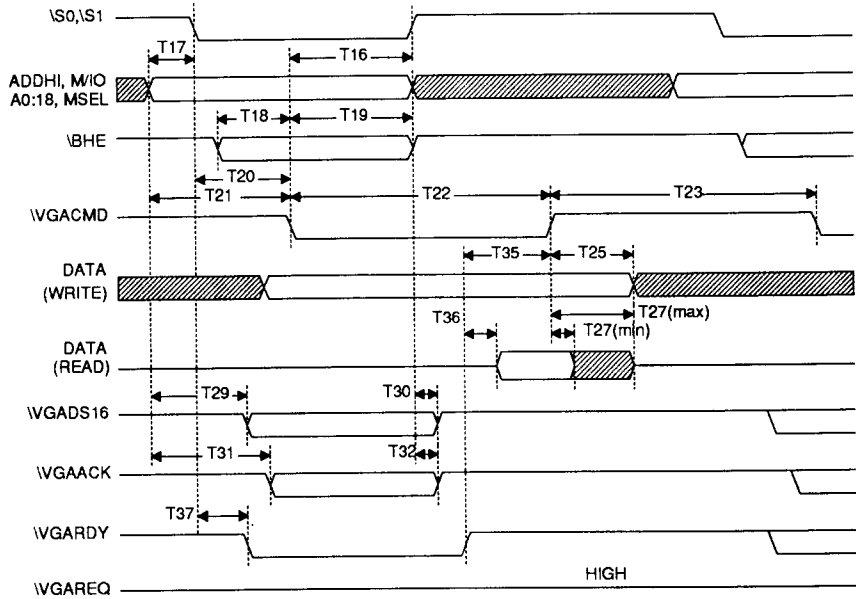 \S0,\S1
T17
T16
ADDHI, M/IO
A0:18, MSEL
T18
T19
\BHE
T20
T21
T22
T23
\VGACMD
T35
T25
DATA
(WRITE)
T36
T27(max)
T27(min)
DATA
(READ)
T29
T30
\VGADS16
T31
T32
\VGAACK
T37
\VGARDY
HIGH
\VGAREQ